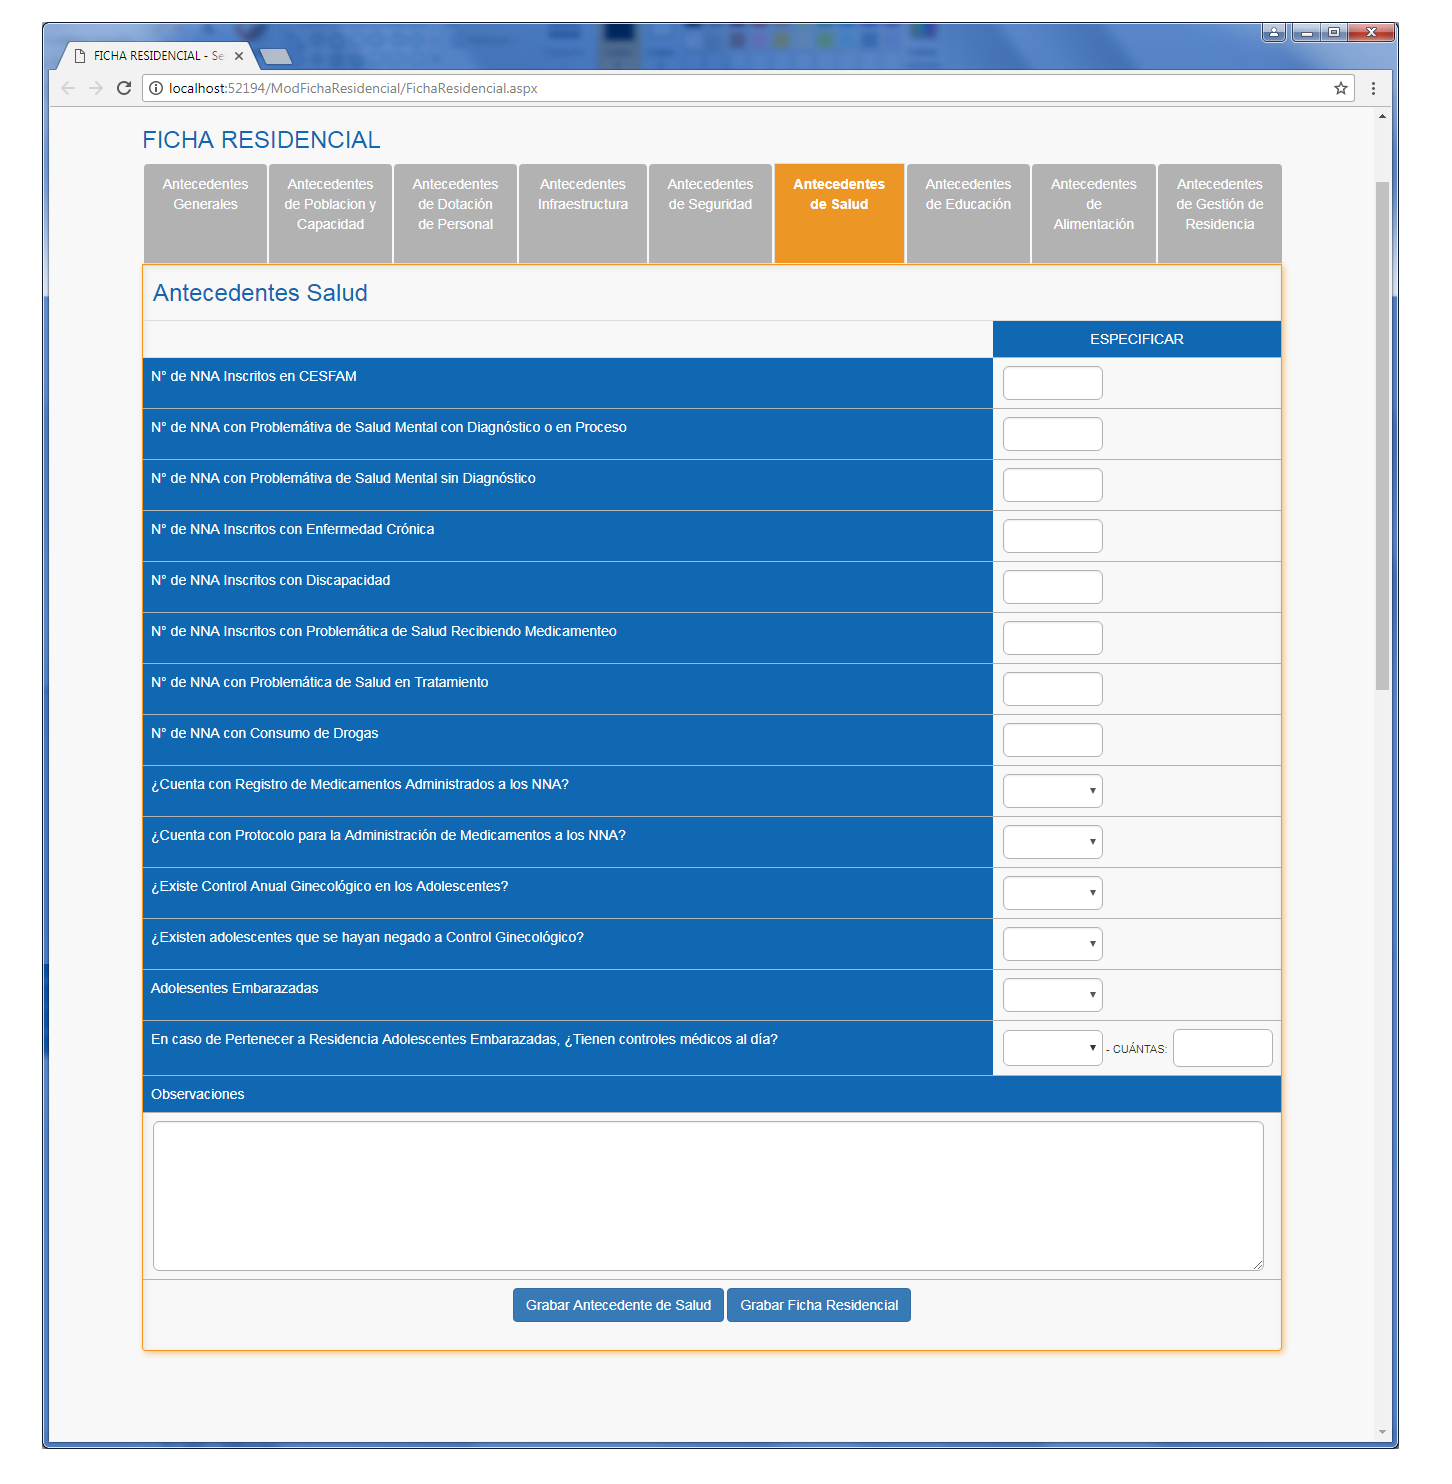 FICHA RESIDENCIAL - Se
localhost:52194/ModFichaResidencial/FichaResidencial.aspx
FICHA RESIDENCIAL
Antecedentes
Generales
Antecedentes
de Poblacion y
Capacidad
Antecedentes
de Dotación
de Personal
Antecedentes
Infraestructura
Antecedentes
de Seguridad
Antecedentes
de Salud
Antecedentes
de Educación
Antecedentes
de
Alimentación
Antecedentes
de Gestión de
Residencia
Antecedentes Salud
ESPECIFICAR
N° de NNA Inscritos en CESFAM
N° de NNA con Problemátiva de Salud Mental con Diagnóstico o en Proceso
N° de NNA con Problemátiva de Salud Mental sin Diagnóstico
N° de NNA Inscritos con Enfermedad Crónica
N° de NNA Inscritos con Discapacidad
N° de NNA Inscritos con Problemática de Salud Recibiendo Medicamenteo
N° de NNA con Problemática de Salud en Tratamiento
N° de NNA con Consumo de Drogas
¿Cuenta con Registro de Medicamentos Administrados a los NNA?
¿Cuenta con Protocolo para la Administración de Medicamentos a los NNA?
¿Existe Control Anual Ginecológico en los Adolescentes?
¿Existen adolescentes que se hayan negado a Control Ginecológico?
Adolesentes Embarazadas
En caso de Pertenecer a Residencia Adolescentes Embarazadas, ¿Tienen controles médicos al día?
- CUÁNTAS:
Observaciones
Grabar Antecedente de Salud
Grabar Ficha Residencial